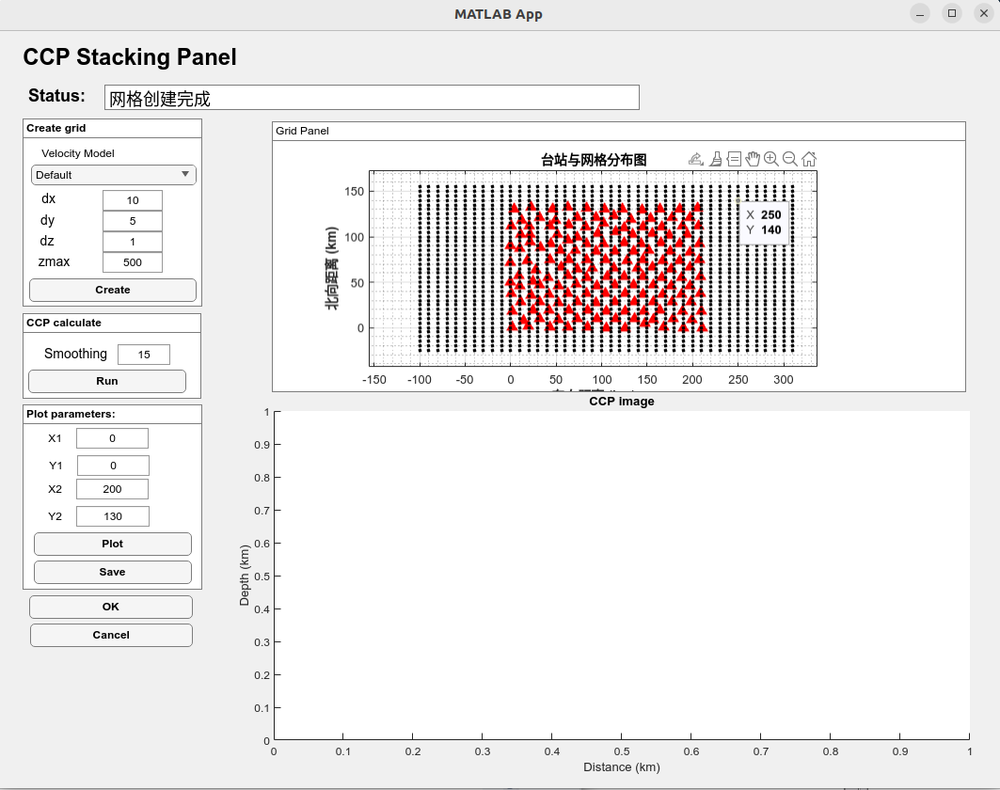 MATLAB App
CCP Stacking Panel
Status: 网格创建完成
Create grid
Velocity Model
Default
dx 10
dy 5
dz 1
zmax 500
Create
CCP calculate
Smoothing 15
Run
Plot parameters:
X1 0
Y1 0
X2 200
Y2 130
Plot
Save
OK
Cancel
Grid Panel
台站与网格分布图
北向距离 (km)
150
100
50
0
X 250
Y 140
-150 -100 -50 0 50 100 150 200 250 300
CCP image
Depth (km)
1
0.9
0.8
0.7
0.6
0.5
0.4
0.3
0.2
0.1
0
0 0.1 0.2 0.3 0.4 0.5 0.6 0.7 0.8 0.9 1
Distance (km)